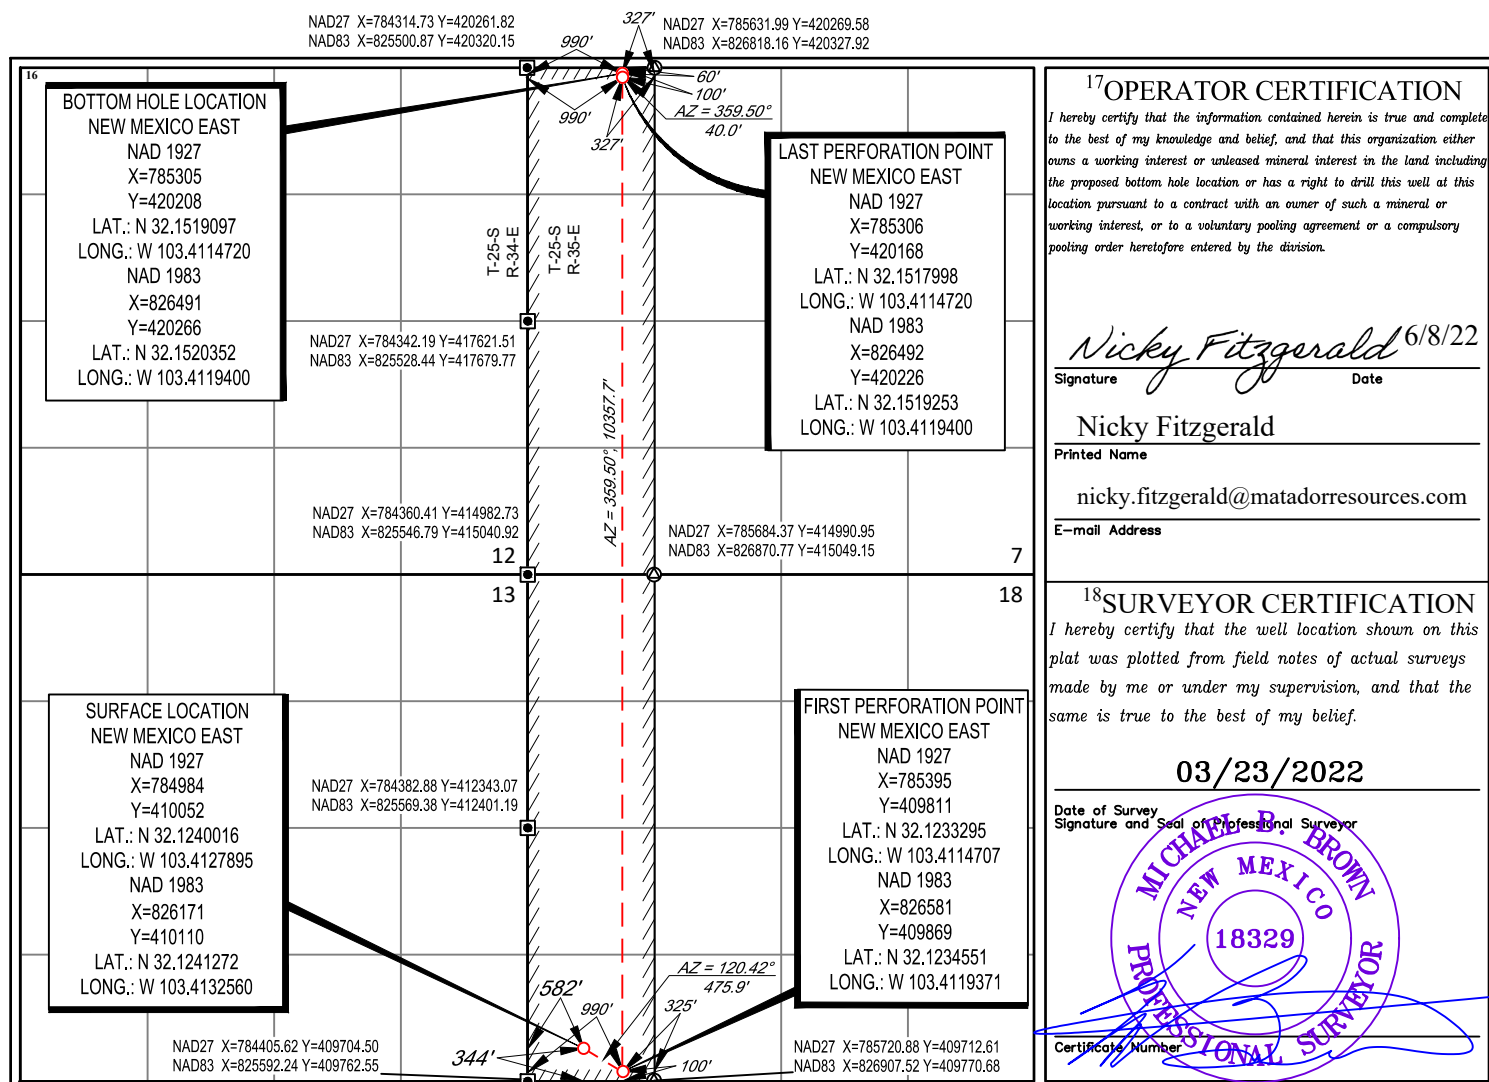 NAD27 X=784314.73 Y=420261.82
NAD83 X=825500.87 Y=420320.15
327'
NAD27 X=785631.99 Y=420269.58
NAD83 X=826818.16 Y=420327.92
990'
16
60'
100'
AZ = 359.50°
40.0'
990'
327'
BOTTOM HOLE LOCATION
NEW MEXICO EAST
NAD 1927
X=785305
Y=420208
LAT.: N 32.1519097
LONG.: W 103.4114720
NAD 1983
X=826491
Y=420266
LAT.: N 32.1520352
LONG.: W 103.4119400
LAST PERFORATION POINT
NEW MEXICO EAST
NAD 1927
X=785306
Y=420168
LAT.: N 32.1517998
LONG.: W 103.4114720
NAD 1983
X=826492
Y=420226
LAT.: N 32.1519253
LONG.: W 103.4119400
T-25-S
R-34-E
T-25-S
R-35-E
NAD27 X=784342.19 Y=417621.51
NAD83 X=825528.44 Y=417679.77
AZ = 359.50°, 10357.7'
NAD27 X=784360.41 Y=414982.73
NAD83 X=825546.79 Y=415040.92
NAD27 X=785684.37 Y=414990.95
NAD83 X=826870.77 Y=415049.15
12
7
13
18
SURFACE LOCATION
NEW MEXICO EAST
NAD 1927
X=784984
Y=410052
LAT.: N 32.1240016
LONG.: W 103.4127895
NAD 1983
X=826171
Y=410110
LAT.: N 32.1241272
LONG.: W 103.4132560
NAD27 X=784382.88 Y=412343.07
NAD83 X=825569.38 Y=412401.19
FIRST PERFORATION POINT
NEW MEXICO EAST
NAD 1927
X=785395
Y=409811
LAT.: N 32.1233295
LONG.: W 103.4114707
NAD 1983
X=826581
Y=409869
LAT.: N 32.1234551
LONG.: W 103.4119371
AZ = 120.42°
475.9'
582'
990'
325'
344'
100'
NAD27 X=784405.62 Y=409704.50
NAD83 X=825592.24 Y=409762.55
NAD27 X=785720.88 Y=409712.61
NAD83 X=826907.52 Y=409770.68
17OPERATOR CERTIFICATION
I hereby certify that the information contained herein is true and complete
to the best of my knowledge and belief, and that this organization either
owns a working interest or unleased mineral interest in the land including
the proposed bottom hole location or has a right to drill this well at this
location pursuant to a contract with an owner of such a mineral or
working interest, or to a voluntary pooling agreement or a compulsory
pooling order heretofore entered by the division.
Nicky Fitzgerald 6/8/22
Signature Date
Nicky Fitzgerald
Printed Name
nicky.fitzgerald@matadorresources.com
E-mail Address
18SURVEYOR CERTIFICATION
I hereby certify that the well location shown on this
plat was plotted from field notes of actual surveys
made by me or under my supervision, and that the
same is true to the best of my belief.
03/23/2022
Date of Survey
Signature and Seal of Professional Surveyor
MICHAEL B. BROWN
NEW MEXICO
18329
PROFESSIONAL SURVEYOR
Certificate Number